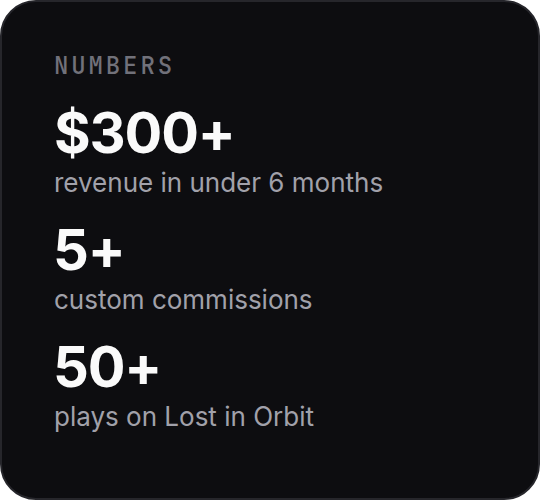 NUMBERS
$300+
revenue in under 6 months
5+
custom commissions
50+
plays on Lost in Orbit